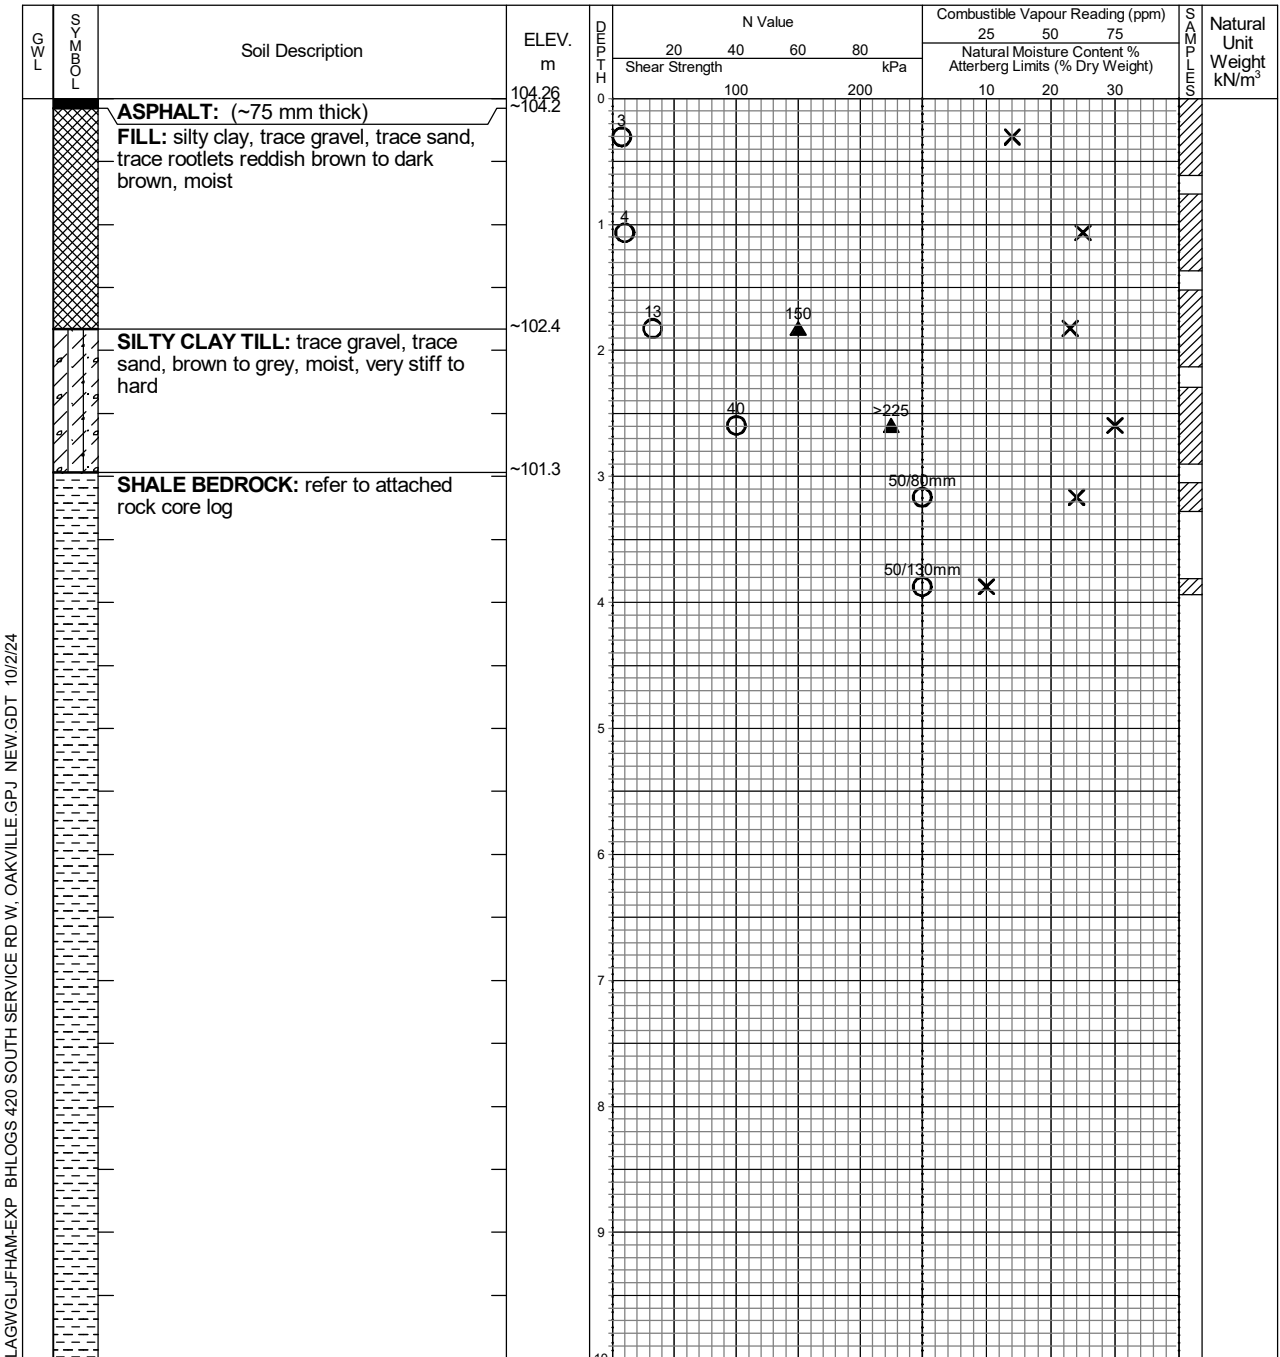 GWL
SYMBOL
Soil Description
ELEV.
m
104.26
DEPTH
N Value
20 40 60 80
Shear Strength kPa
100 200
Combustible Vapour Reading (ppm)
25 50 75
Natural Moisture Content %
Atterberg Limits (% Dry Weight)
10 20 30
SAMPLES
Natural
Unit
Weight
kN/m³
0
ASPHALT: (~75 mm thick)
~104.2
FILL: silty clay, trace gravel, trace sand,
trace rootlets reddish brown to dark
brown, moist
3
4
1
13
150
~102.4
SILTY CLAY TILL: trace gravel, trace
sand, brown to grey, moist, very stiff to
hard
2
40
>225
~101.3
3
SHALE BEDROCK: refer to attached
rock core log
50/80mm
50/130mm
4
5
6
7
8
9
LAGWGLJFHAM-EXP BHLOGS 420 SOUTH SERVICE RD W, OAKVILLE.GPJ NEW.GDT 10/2/24